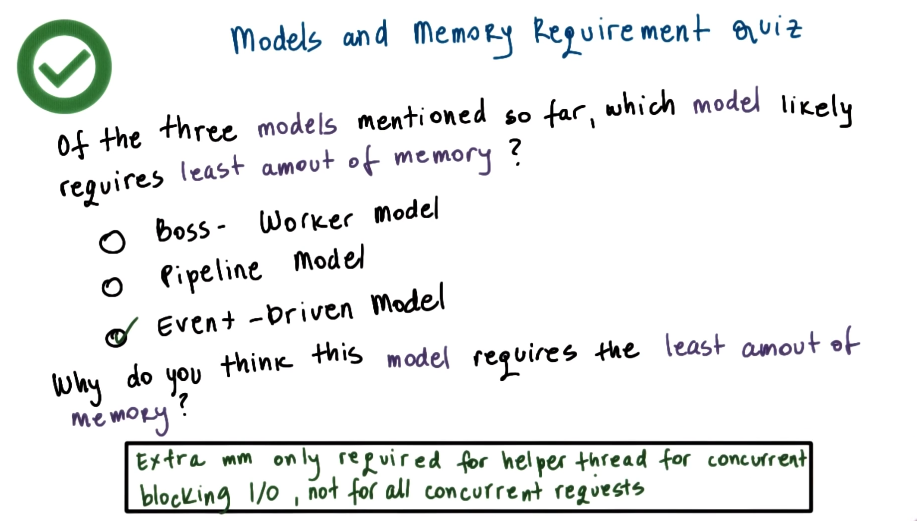 Models and Memory Requirement Quiz
Of the three models mentioned so far, which model likely
requires least amout of memory ?
Boss- Worker model
Pipeline Model
Event-Driven Model
Why do you think this model requires the least amout of
memory?
Extra mm only required for helper thread for concurrent
blocking I/O, not for all concurrent requests